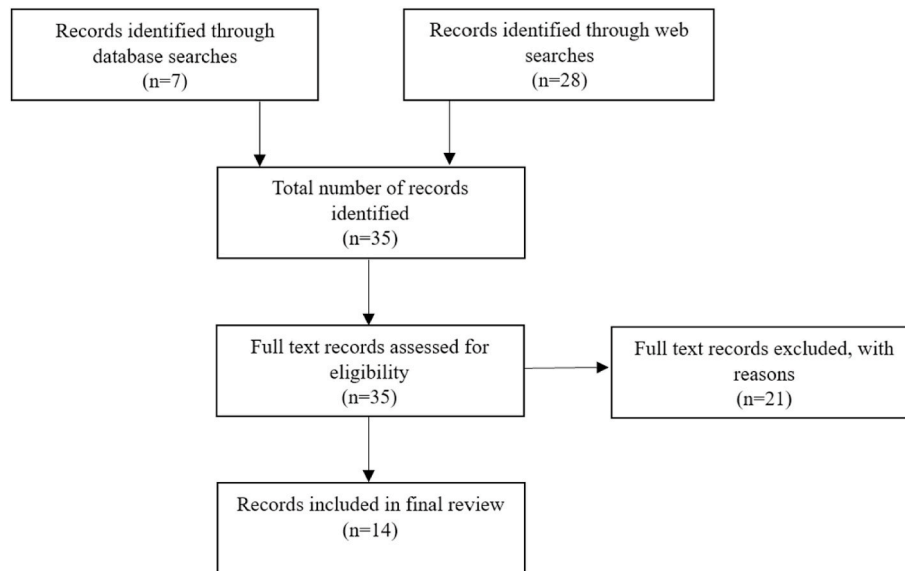 Records identified through
database searches
(n=7)
Records identified through web
searches
(n=28)
Total number of records
identified
(n=35)
Full text records assessed for
eligibility
(n=35)
Full text records excluded, with
reasons
(n=21)
Records included in final review
(n=14)